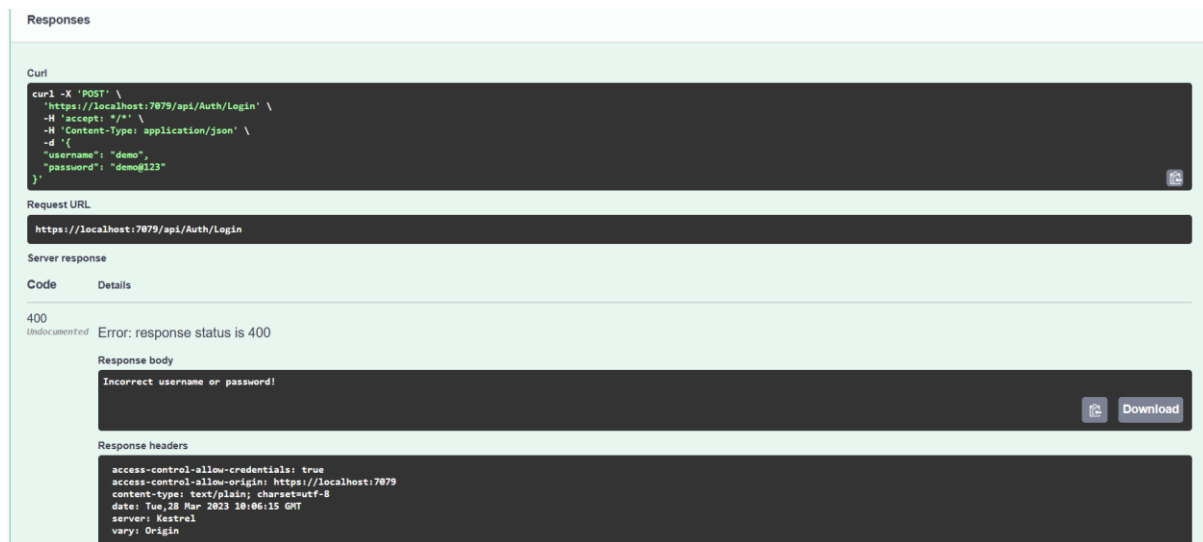 Responses
Curl
curl -X 'POST' \
'https://localhost:7079/api/Auth/Login' \
-H 'accept: */*' \
-H 'Content-Type: application/json' \
-d '{
"username": "demo",
"password": "demo@123"
}'
Request URL
https://localhost:7079/api/Auth/Login
Server response
Code Details
400
Undocumented Error: response status is 400
Response body
Incorrect username or password!
Download
Response headers
access-control-allow-credentials: true
access-control-allow-origin: https://localhost:7079
content-type: text/plain; charset=utf-8
date: Tue,28 Mar 2023 10:06:15 GMT
server: Kestrel
vary: Origin